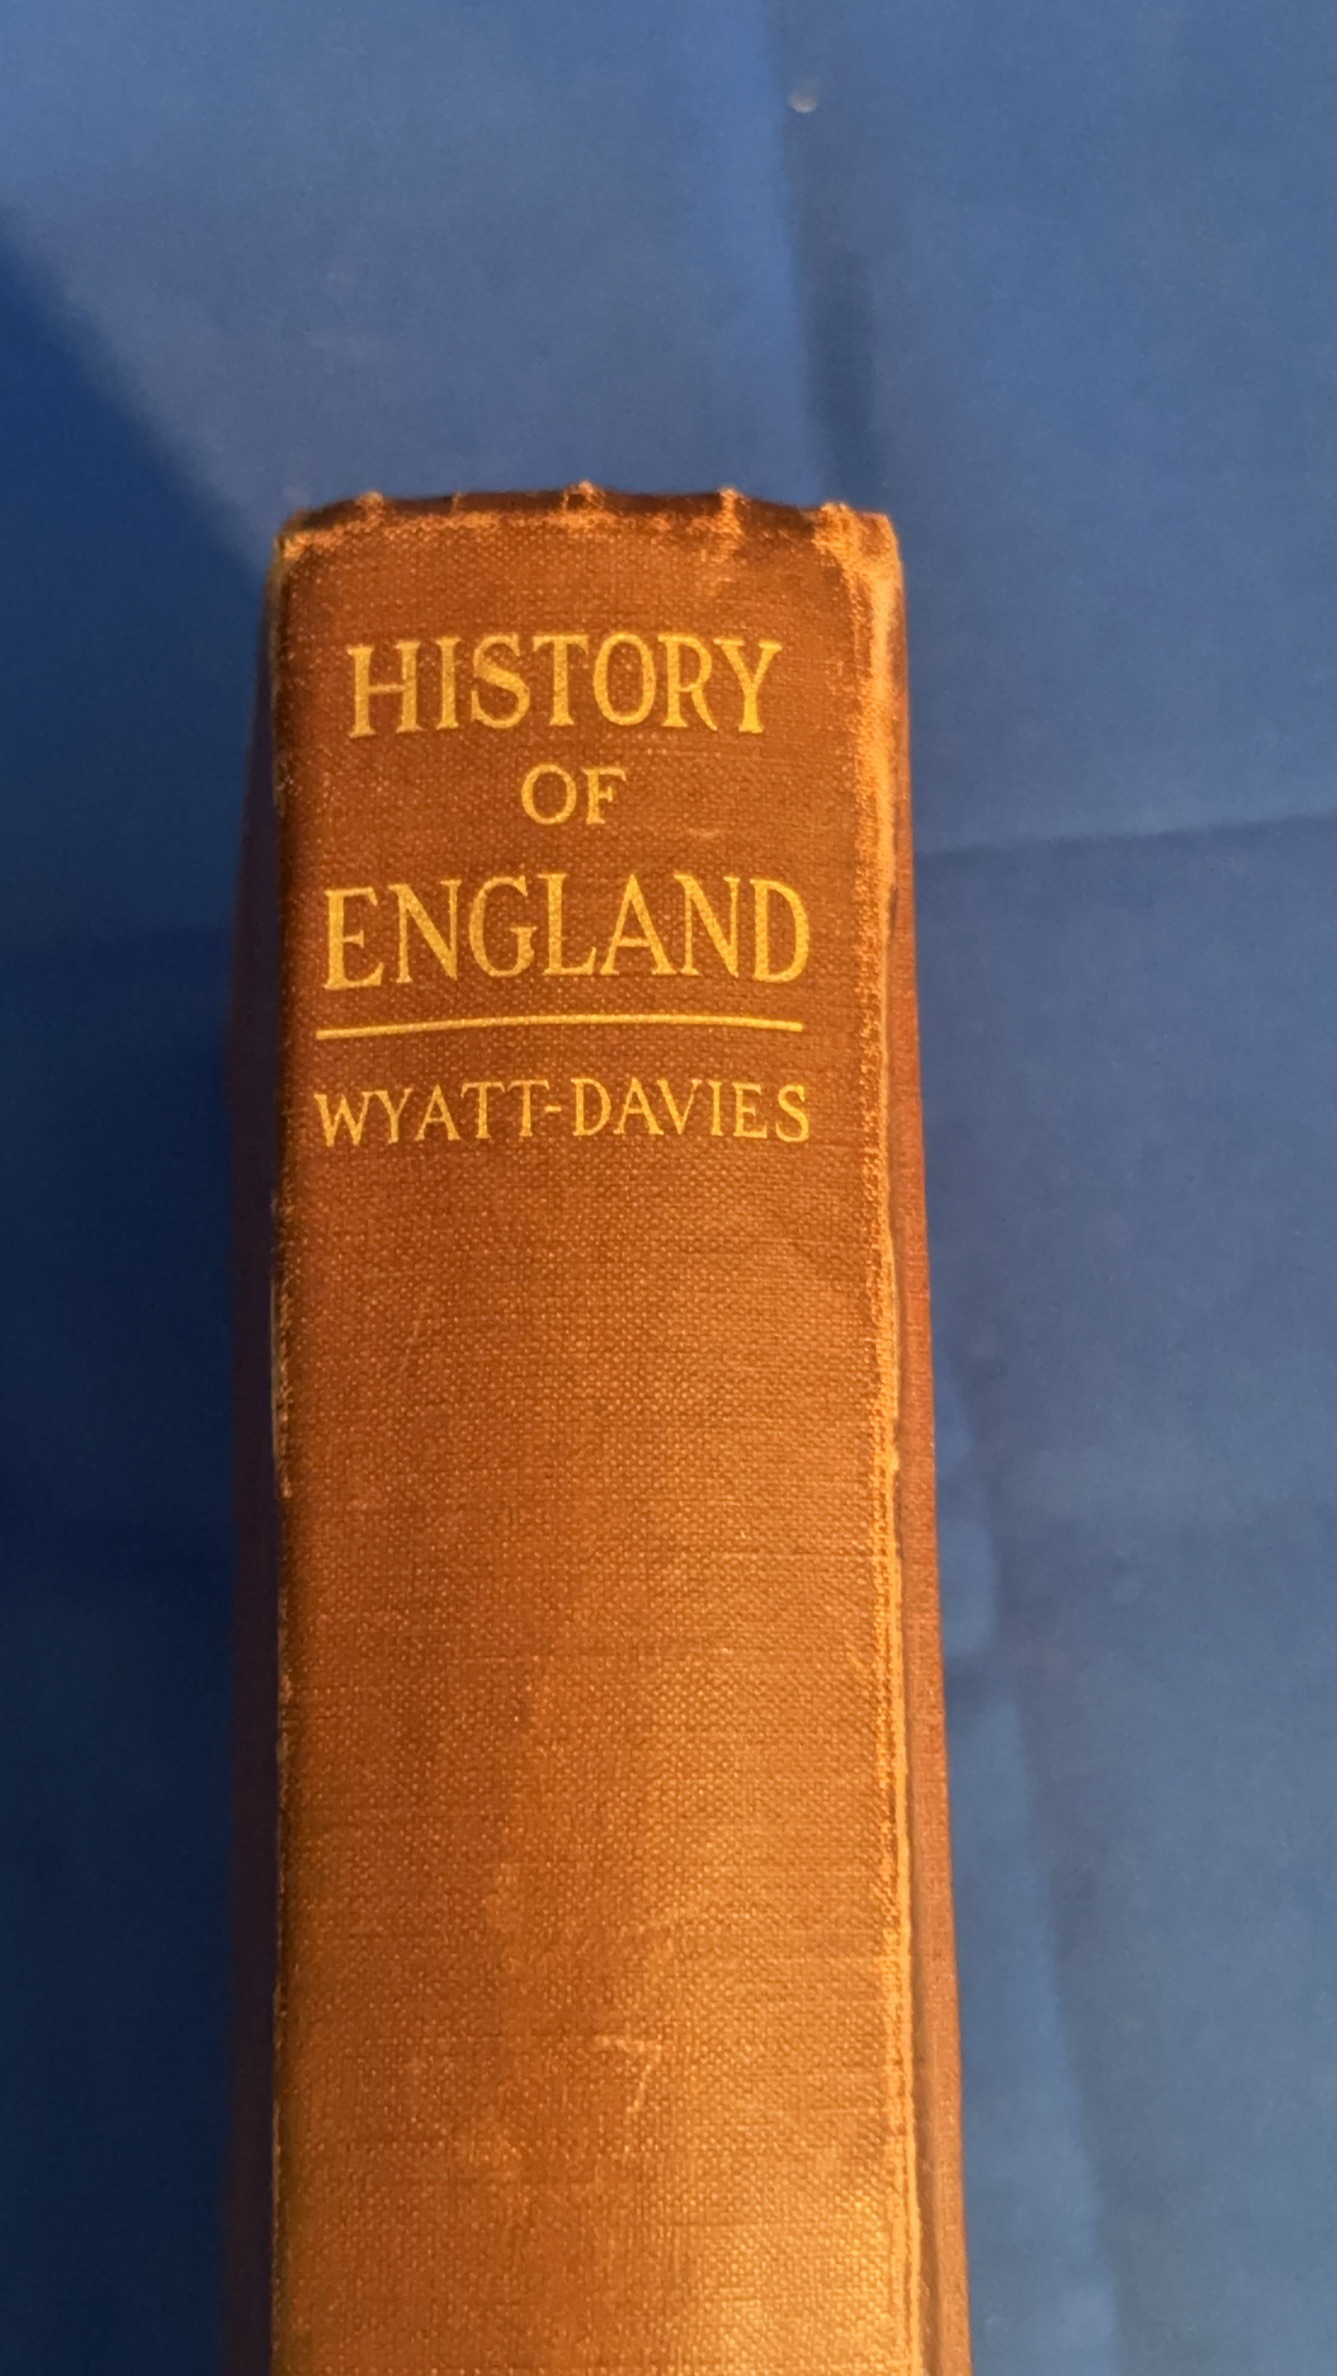 HISTORY
OF
ENGLAND
WYATT-DAVIES